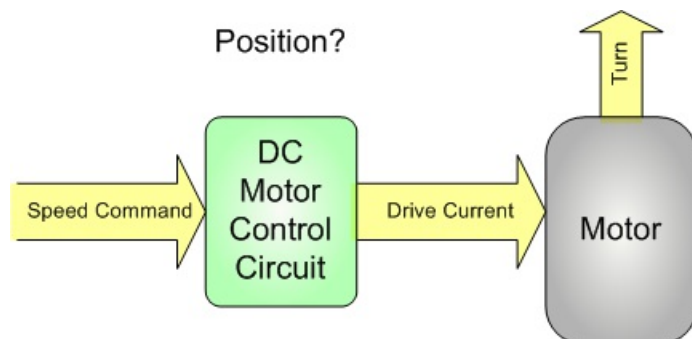 Position?
Turn
Speed Command
DC
Motor
Control
Circuit
Drive Current
Motor